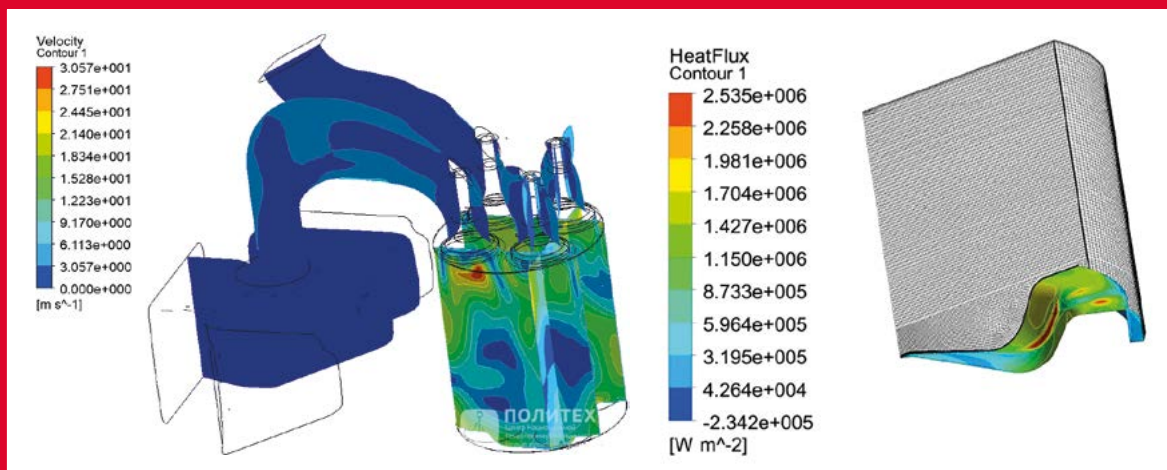 Velocity
Contour 1
3.057e+001
2.751e+001
2.445e+001
2.140e+001
1.834e+001
1.528e+001
1.223e+001
9.170e+000
6.113e+000
3.057e+000
0.000e+000
[m s^-1]
ПОЛИТЕХ
HeatFlux
Contour 1
2.535e+006
2.258e+006
1.981e+006
1.704e+006
1.427e+006
1.150e+006
8.733e+005
5.964e+005
3.195e+005
4.264e+004
-2.342e+005
[W m^-2]